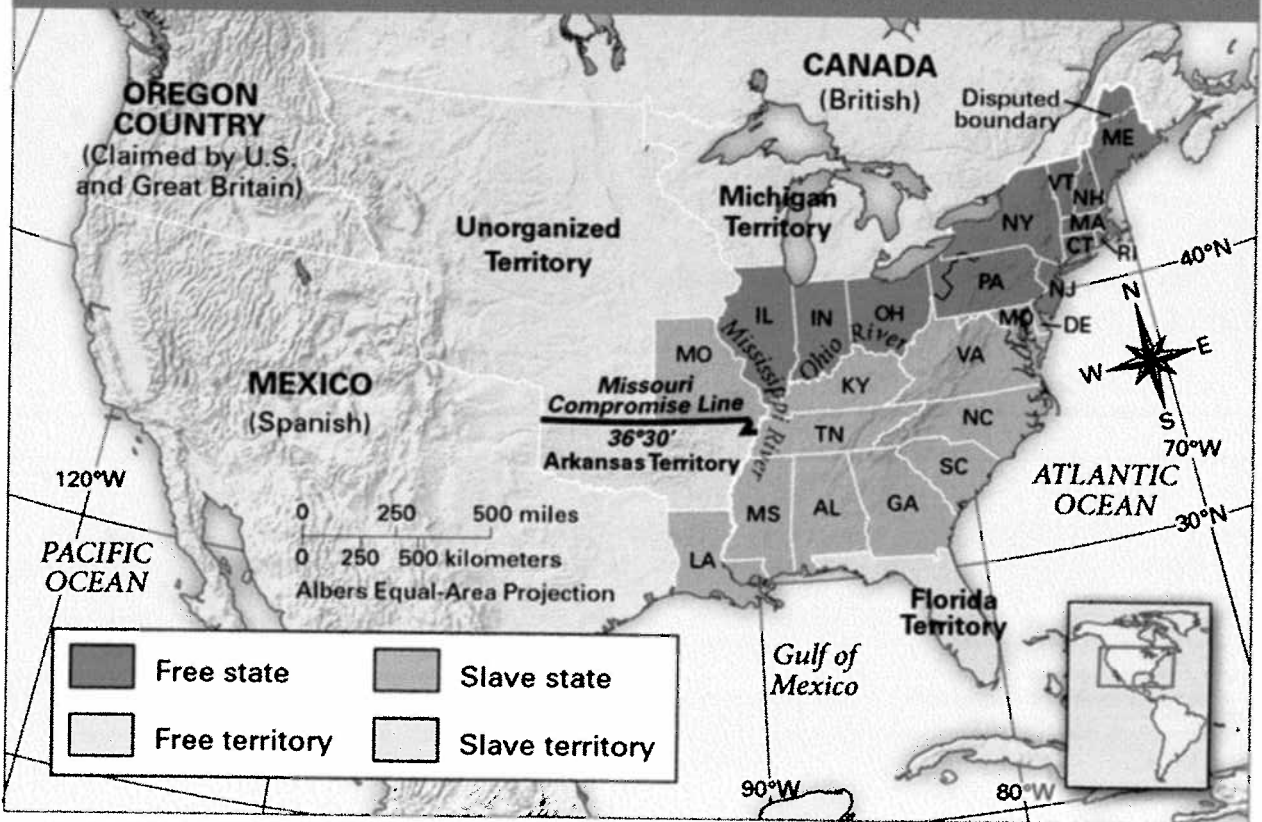 CANADA
(British)
Disputed
boundary
ME
OREGON
COUNTRY
(Claimed by U.S.
and Great Britain)
Unorganized
Territory
Michigan
Territory
VT
NH
NY
MA
CT
RI
40°N
PA
NJ
N
E
W
S
IL
IN
OH
MD
DE
MO
Mississippi River
Ohio River
VA
KY
MEXICO
(Spanish)
Missouri
Compromise Line
36°30'
Arkansas Territory
TN
NC
SC
70°W
120°W
ATLANTIC
OCEAN
30°N
0 250 500 miles
0 250 500 kilometers
Albers Equal-Area Projection
MS
AL
GA
LA
PACIFIC
OCEAN
Florida
Territory
Gulf of
Mexico
Free state
Slave state
Free territory
Slave territory
90°W
80°W